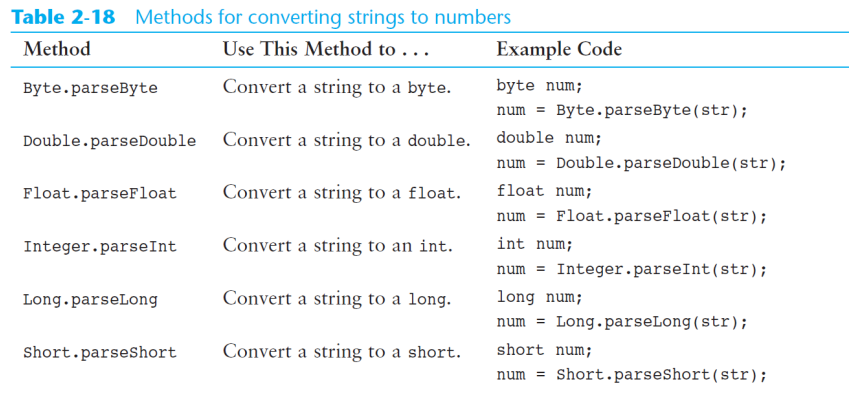 Table 2-18 Methods for converting strings to numbers
Method Use This Method to . . . Example Code
Byte.parseByte Convert a string to a byte. byte num;
num = Byte.parseByte(str);
Double.parseDouble Convert a string to a double. double num;
num = Double.parseDouble(str);
Float.parseFloat Convert a string to a float. float num;
num = Float.parseFloat(str);
Integer.parseInt Convert a string to an int. int num;
num = Integer.parseInt(str);
Long.parseLong Convert a string to a long. long num;
num = Long.parseLong(str);
Short.parseShort Convert a string to a short. short num;
num = Short.parseShort(str);